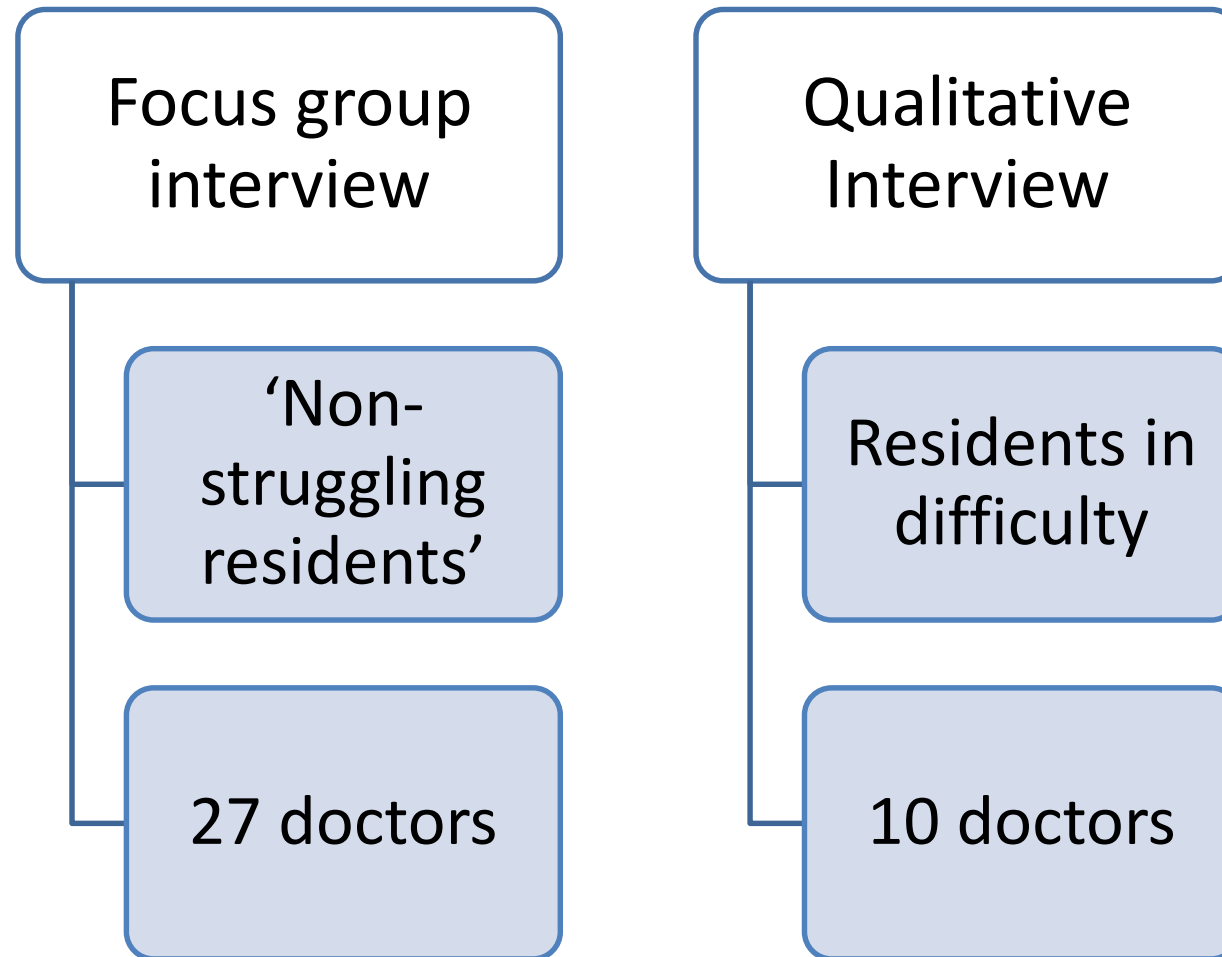 Focus group
interview
‘Non-
struggling
residents’
27 doctors
Qualitative
Interview
Residents in
difficulty
10 doctors